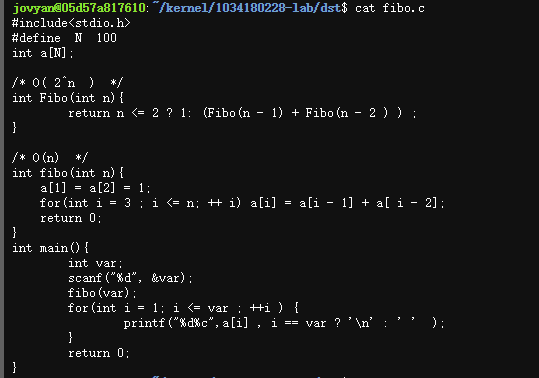 jovyan@05d57a817610:~/kernel/1034180228-lab/dst$ cat fibo.c
#include<stdio.h>
#define  N  100
int a[N];

/* O( 2^n  )  */
int Fibo(int n){
        return n <= 2 ? 1: (Fibo(n - 1) + Fibo(n - 2 ) ) ;
}

/* O(n)  */
int fibo(int n){
    a[1] = a[2] = 1;
    for(int i = 3 ; i <= n; ++ i) a[i] = a[i - 1] + a[ i - 2];
    return 0;
}
int main(){
        int var;
        scanf("%d", &var);
        fibo(var);
        for(int i = 1; i <= var ; ++i ) {
                printf("%d%c",a[i] , i == var ? '\n' : ' '  );
        }
        return 0;
}